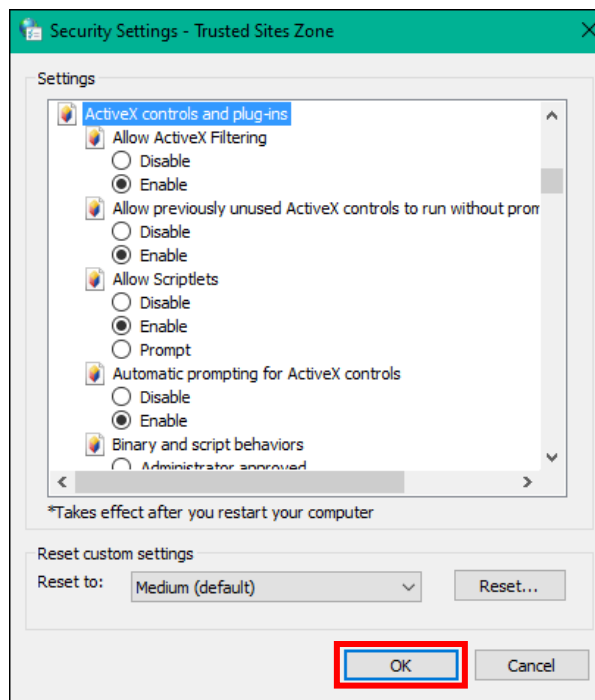 Security Settings - Trusted Sites Zone
Settings
ActiveX controls and plug-ins
Allow ActiveX Filtering
Disable
Enable
Allow previously unused ActiveX controls to run without prom
Disable
Enable
Allow Scriptlets
Disable
Enable
Prompt
Automatic prompting for ActiveX controls
Disable
Enable
Binary and script behaviors
Administrator approved
*Takes effect after you restart your computer
Reset custom settings
Reset to: Medium (default) Reset...
OK Cancel